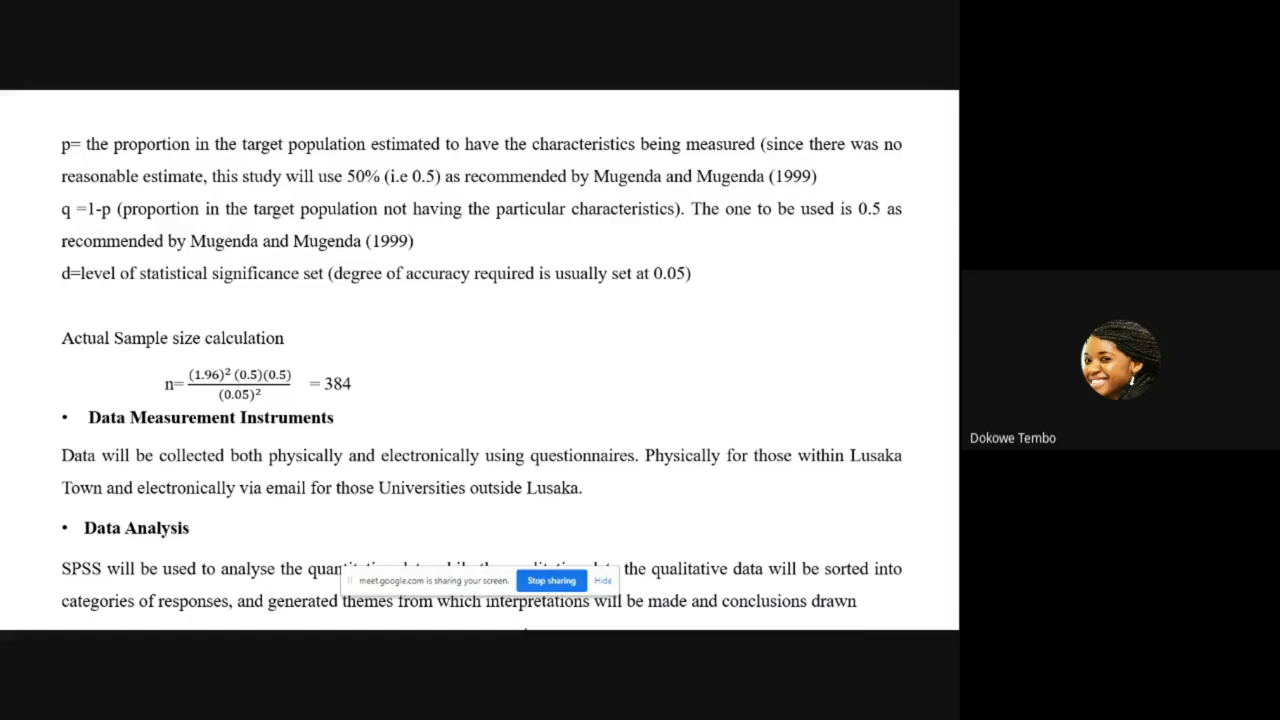 p= the proportion in the target population estimated to have the characteristics being measured (since there was no
reasonable estimate, this study will use 50% (i.e 0.5) as recommended by Mugenda and Mugenda (1999)
q =1-p (proportion in the target population not having the particular characteristics). The one to be used is 0.5 as
recommended by Mugenda and Mugenda (1999)
d=level of statistical significance set (degree of accuracy required is usually set at 0.05)
Actual Sample size calculation
n= (1.96)² (0.5)(0.5) / (0.05)² = 384
• Data Measurement Instruments
Data will be collected both physically and electronically using questionnaires. Physically for those within Lusaka
Town and electronically via email for those Universities outside Lusaka.
• Data Analysis
SPSS will be used to analyse the the qualitative data will be sorted into
meet.google.com is sharing your screen. Stop sharing Hide
categories of responses, and generated themes from which interpretations will be made and conclusions drawn
Dokowe Tembo